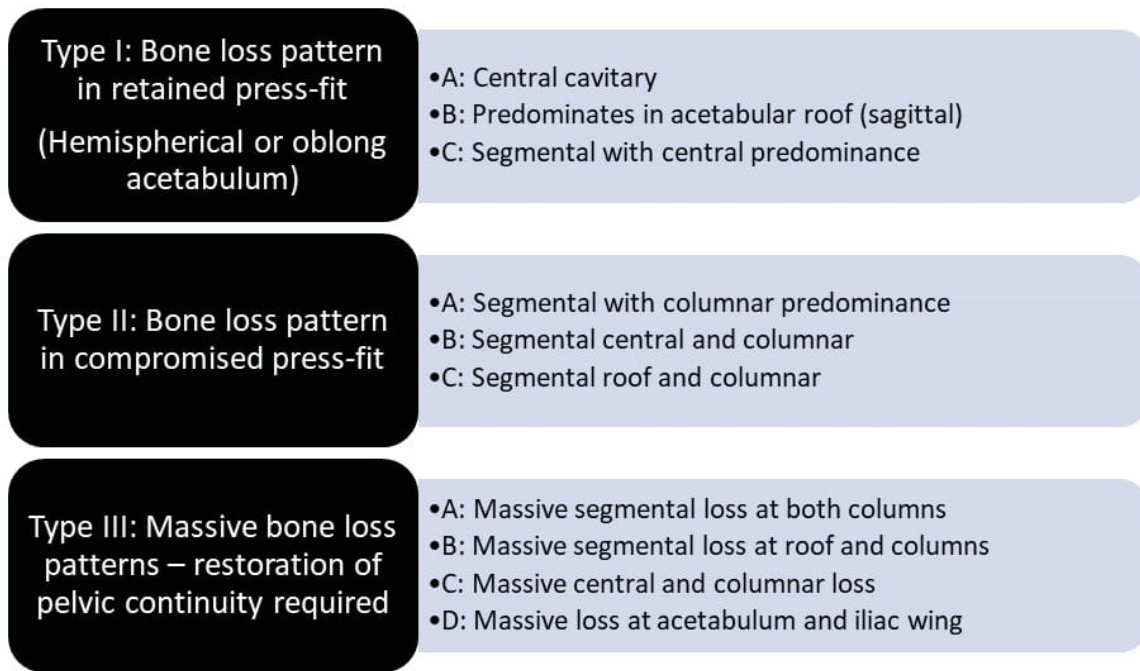 Type I: Bone loss pattern
in retained press-fit
(Hemispherical or oblong
acetabulum)
•A: Central cavitary
•B: Predominates in acetabular roof (sagittal)
•C: Segmental with central predominance
Type II: Bone loss pattern
in compromised press-fit
•A: Segmental with columnar predominance
•B: Segmental central and columnar
•C: Segmental roof and columnar
Type III: Massive bone loss
patterns – restoration of
pelvic continuity required
•A: Massive segmental loss at both columns
•B: Massive segmental loss at roof and columns
•C: Massive central and columnar loss
•D: Massive loss at acetabulum and iliac wing